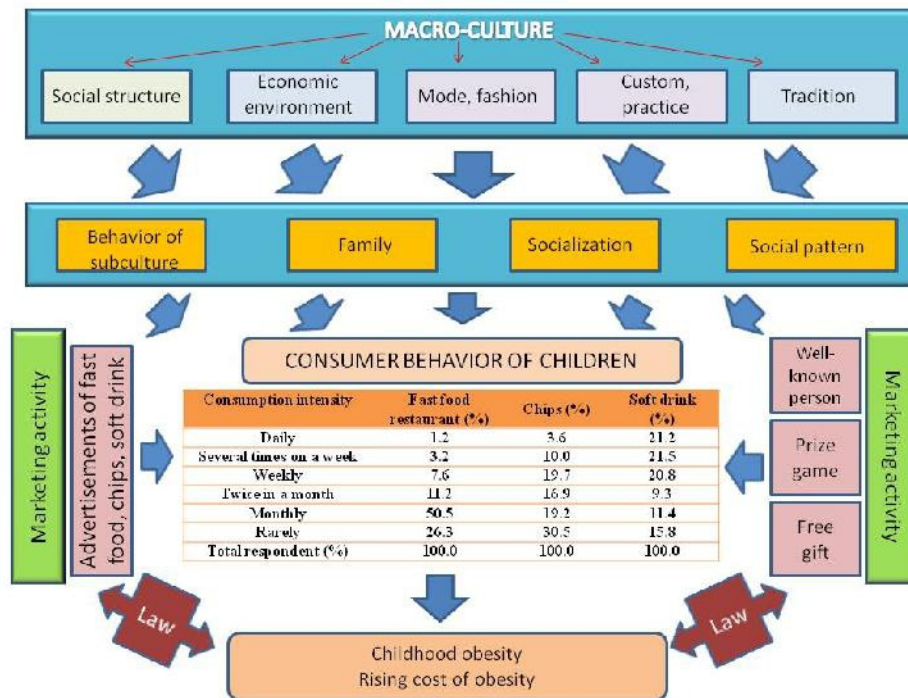 MACRO-CULTURE
Social structure
Economic
environment
Mode, fashion
Custom,
practice
Tradition
Behavior of
subculture
Family
Socialization
Social pattern
Marketing activity
Advertisements of fast
food, chips, soft drink
CONSUMER BEHAVIOR OF CHILDREN
Consumption intensity
Fast food
restaurant (%)
Chips (%)
Soft drink
(%)
Daily 1.2 3.6 21.2
Several times on a week 3.2 10.0 21.5
Weekly 7.6 19.7 20.8
Twice in a month 11.2 16.9 9.3
Monthly 50.5 19.2 11.4
Rarely 26.3 30.5 15.8
Total respondent (%) 100.0 100.0 100.0
Well-
known
person
Prize
game
Free
gift
Marketing activity
Law
Law
Childhood obesity
Rising cost of obesity